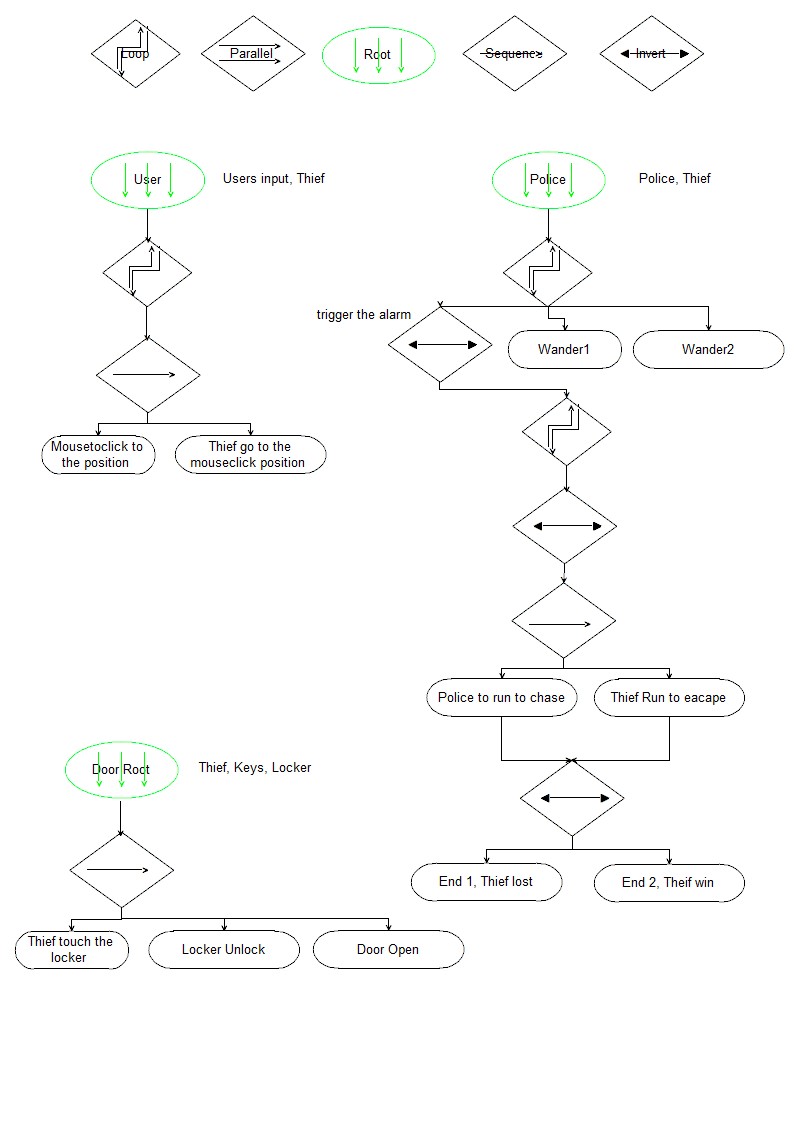 Loop
Parallel
Root
Sequence
Invert
User
Users input, Thief
Police
Police, Thief
trigger the alarm
Wander1
Wander2
Mousetoclick to
the position
Thief go to the
mouseclick position
Police to run to chase
Thief Run to eacape
Door Root
Thief, Keys, Locker
End 1, Thief lost
End 2, Theif win
Thief touch the
locker
Locker Unlock
Door Open